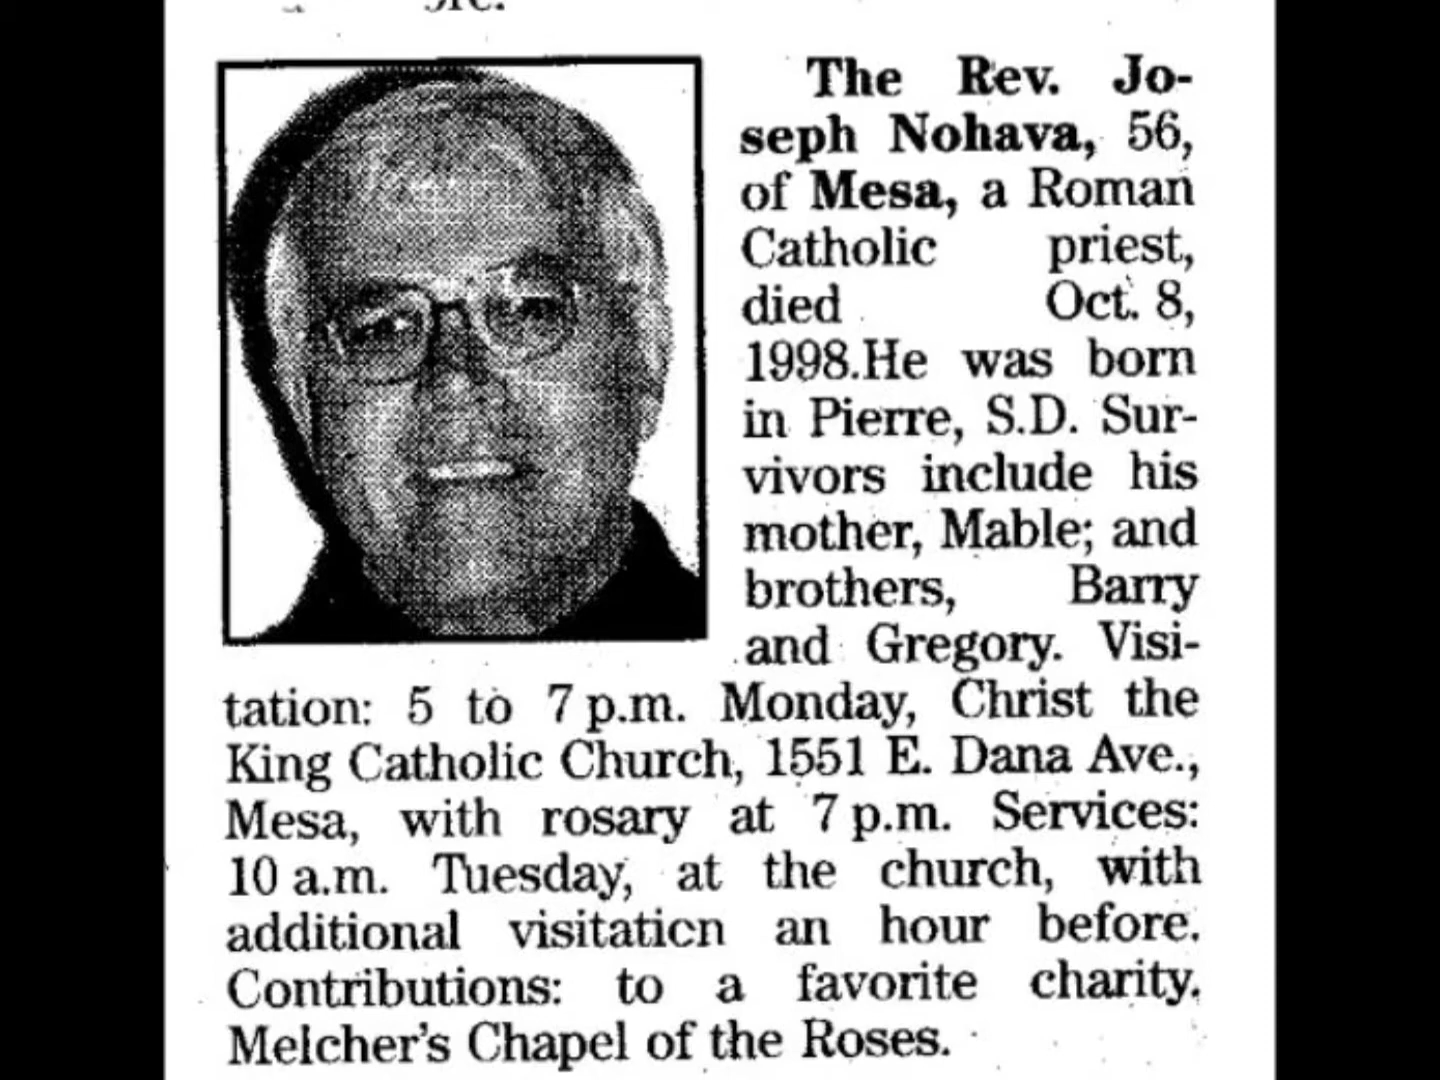 The Rev. Jo-
seph Nohava, 56,
of Mesa, a Roman
Catholic priest,
died Oct. 8,
1998.He was born
in Pierre, S.D. Sur-
vivors include his
mother, Mable; and
brothers, Barry
and Gregory. Visi-
tation: 5 to 7 p.m. Monday, Christ the
King Catholic Church, 1551 E. Dana Ave.,
Mesa, with rosary at 7 p.m. Services:
10 a.m. Tuesday, at the church, with
additional visitation an hour before.
Contributions: to a favorite charity.
Melcher's Chapel of the Roses.